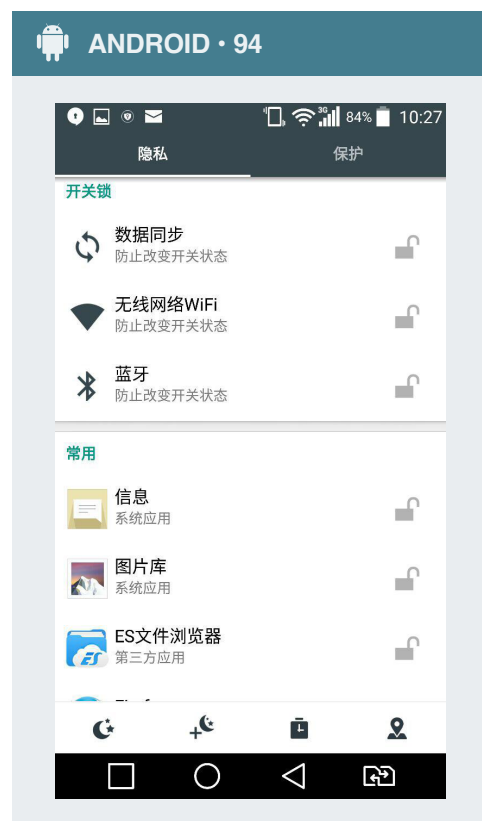 ANDROID • 94
3G 84% 10:27
隐私 保护
开关锁
数据同步
防止改变开关状态
无线网络WiFi
防止改变开关状态
蓝牙
防止改变开关状态
常用
信息
系统应用
图片库
系统应用
ES文件浏览器
第三方应用